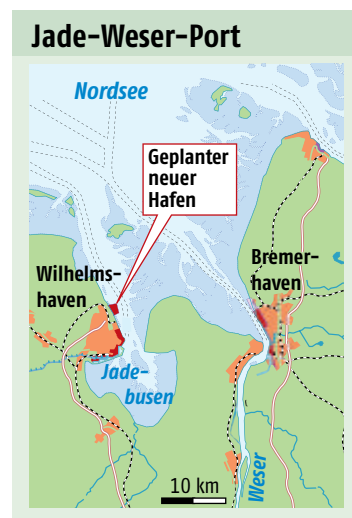 Jade-Weser-Port
Nordsee
Geplanter
neuer
Hafen
Wilhelms-
haven
Bremer-
haven
Jade-
busen
10 km
Weser